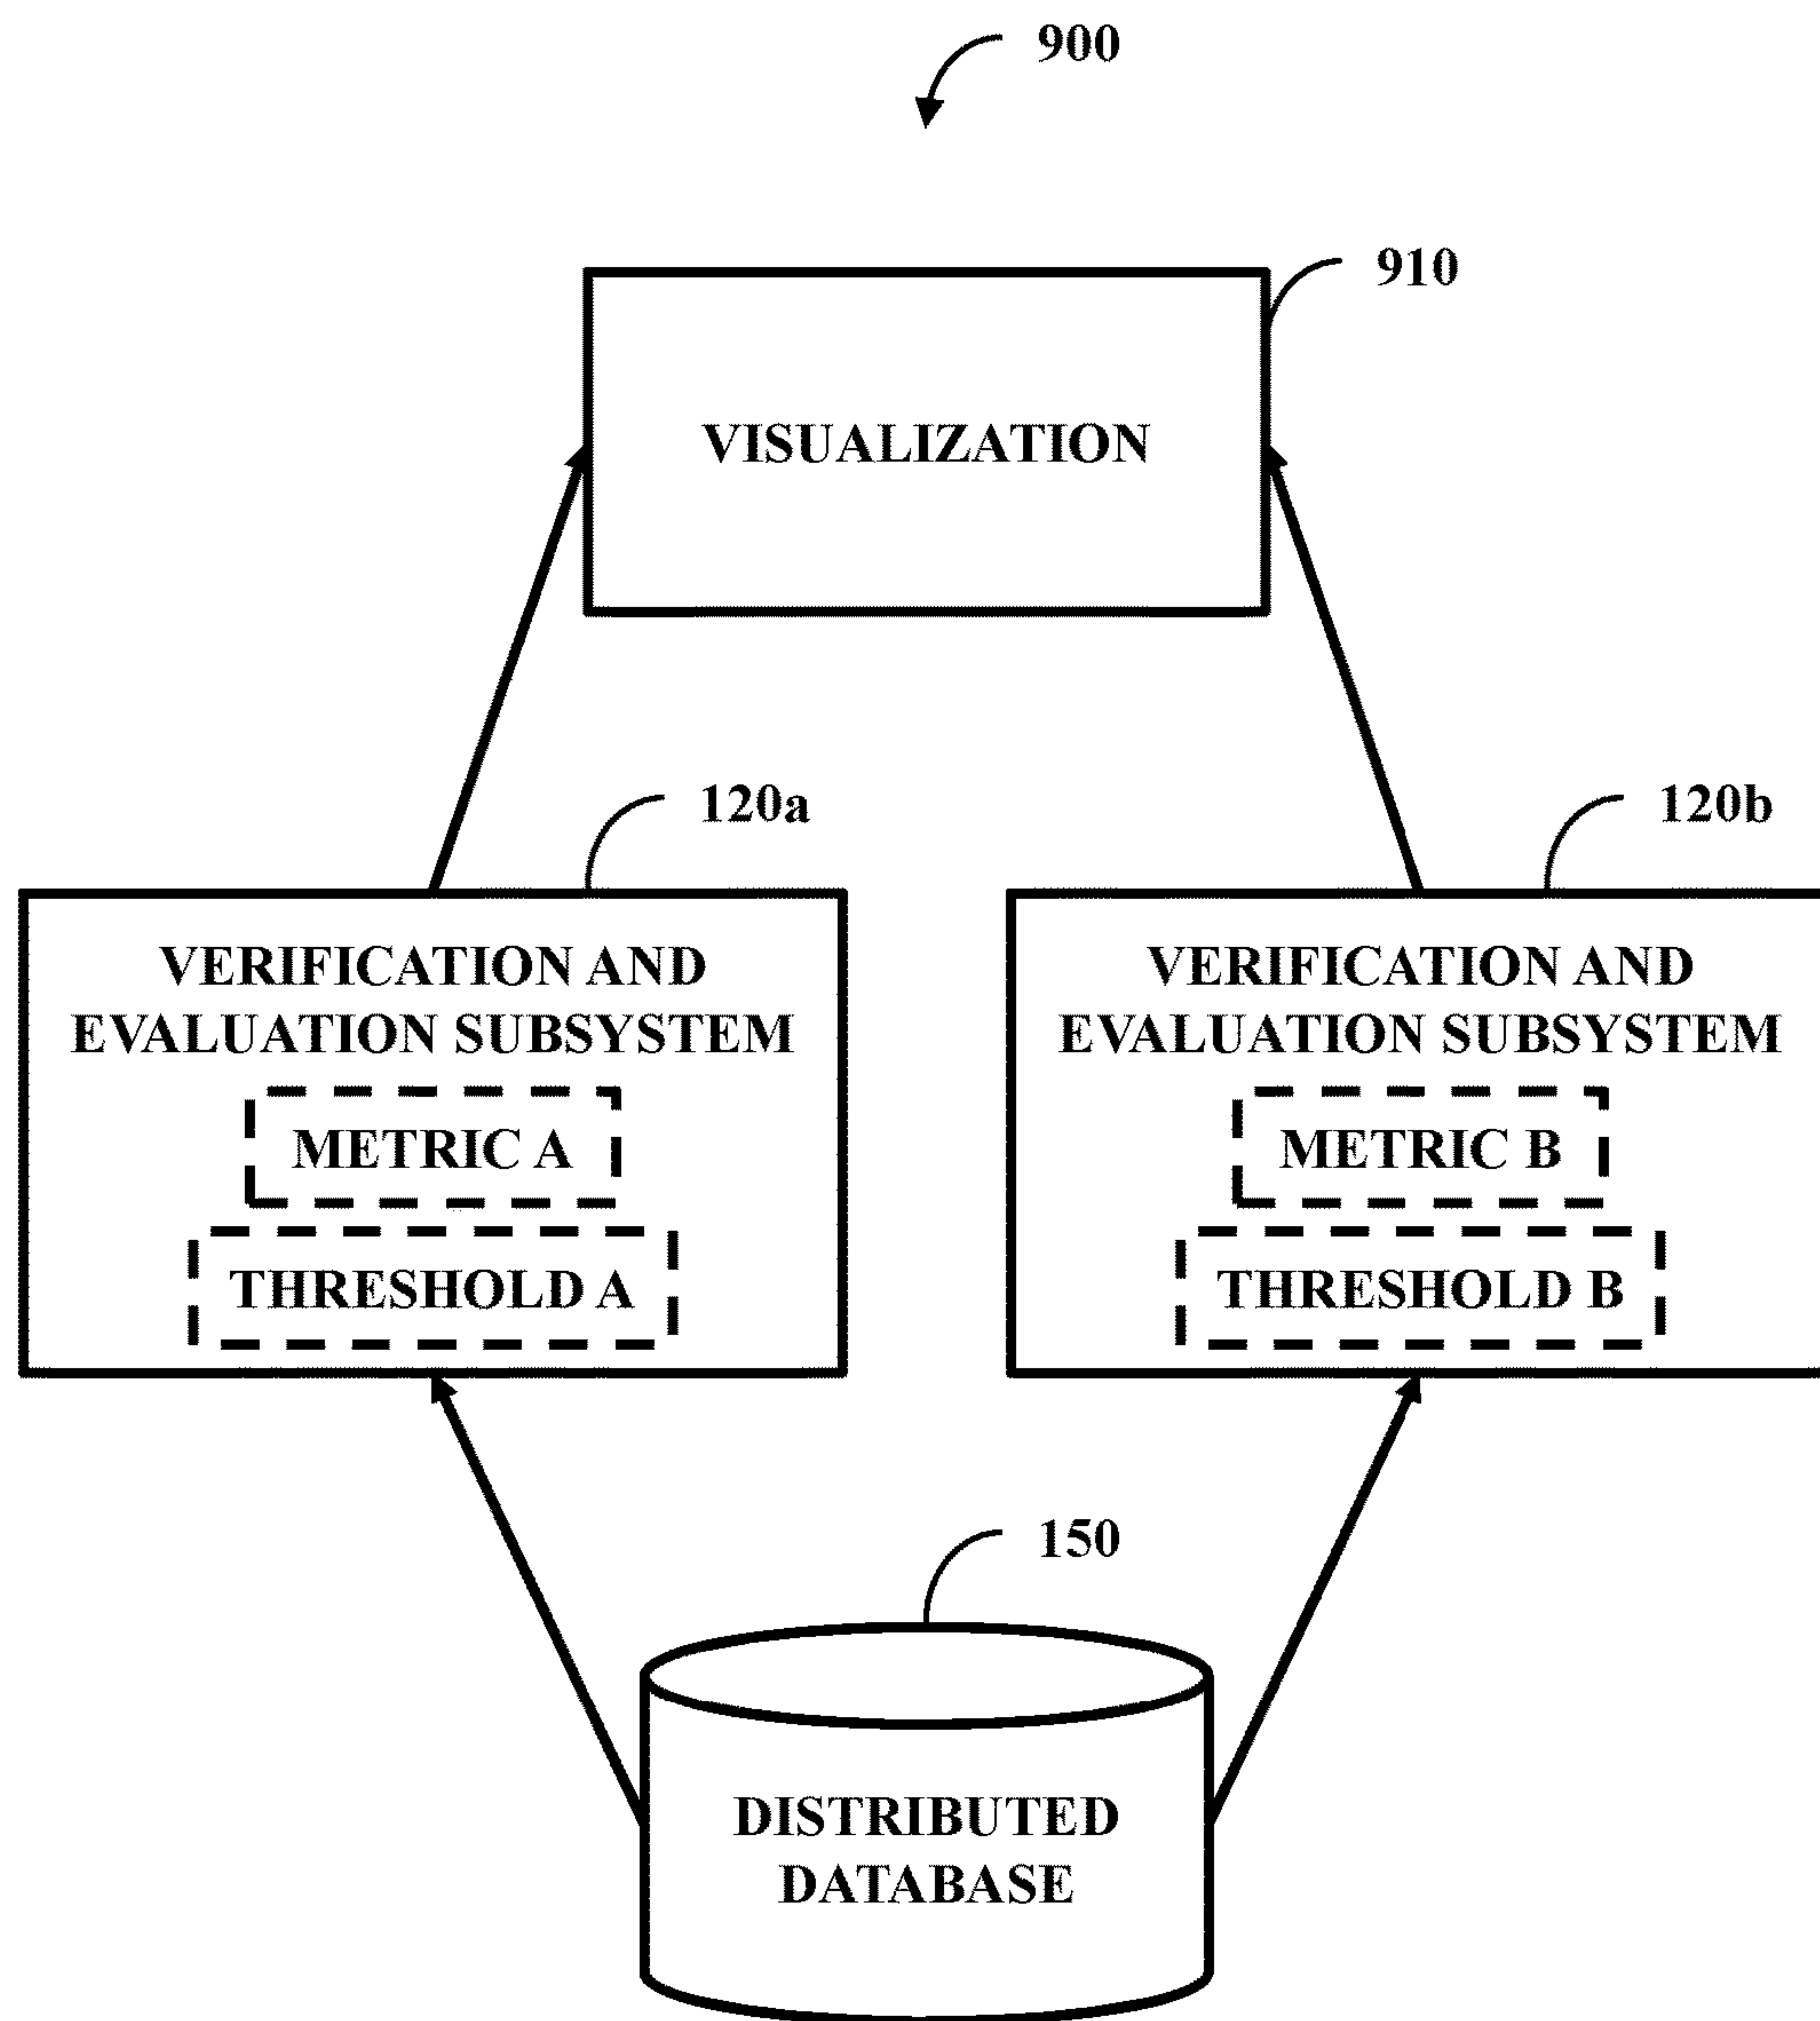 900
910
VISUALIZATION
120a
120b
VERIFICATION AND
EVALUATION SUBSYSTEM
METRIC A
THRESHOLD A
VERIFICATION AND
EVALUATION SUBSYSTEM
METRIC B
THRESHOLD B
150
DISTRIBUTED
DATABASE